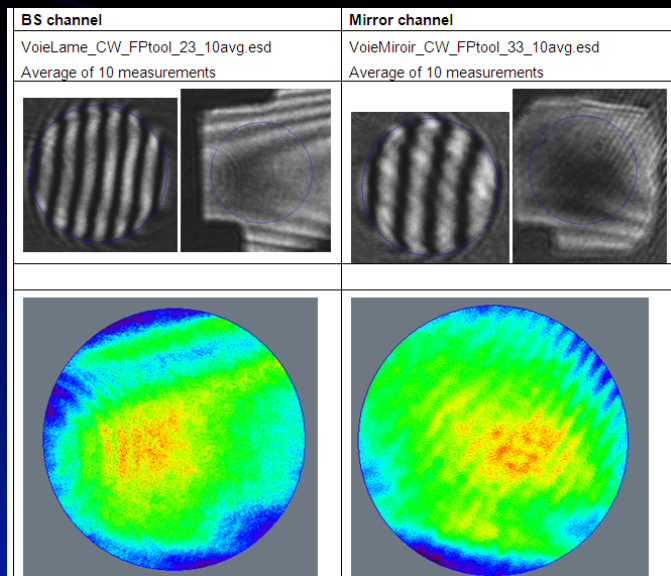 BS channel
Mirror channel
VoieLame_CW_FPtool_23_10avg.esd
VoieMiroir_CW_FPtool_33_10avg.esd
Average of 10 measurements
Average of 10 measurements